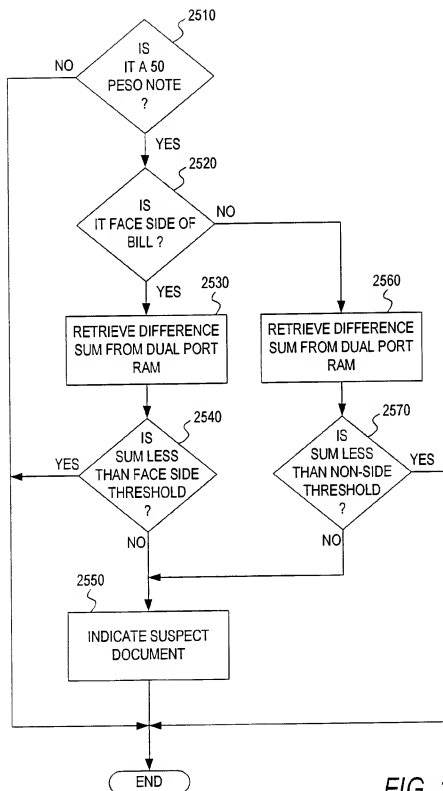 2510
IS
IT A 50
PESO NOTE
?
NO
YES
2520
IS
IT FACE SIDE OF
BILL ?
NO
YES
2530
RETRIEVE DIFFERENCE
SUM FROM DUAL PORT
RAM
2560
RETRIEVE DIFFERENCE
SUM FROM DUAL PORT
RAM
2540
IS
SUM LESS
THAN FACE SIDE
THRESHOLD
?
YES
NO
2570
IS
SUM LESS
THAN NON-SIDE
THRESHOLD
?
YES
NO
2550
INDICATE SUSPECT
DOCUMENT
END
FIG.